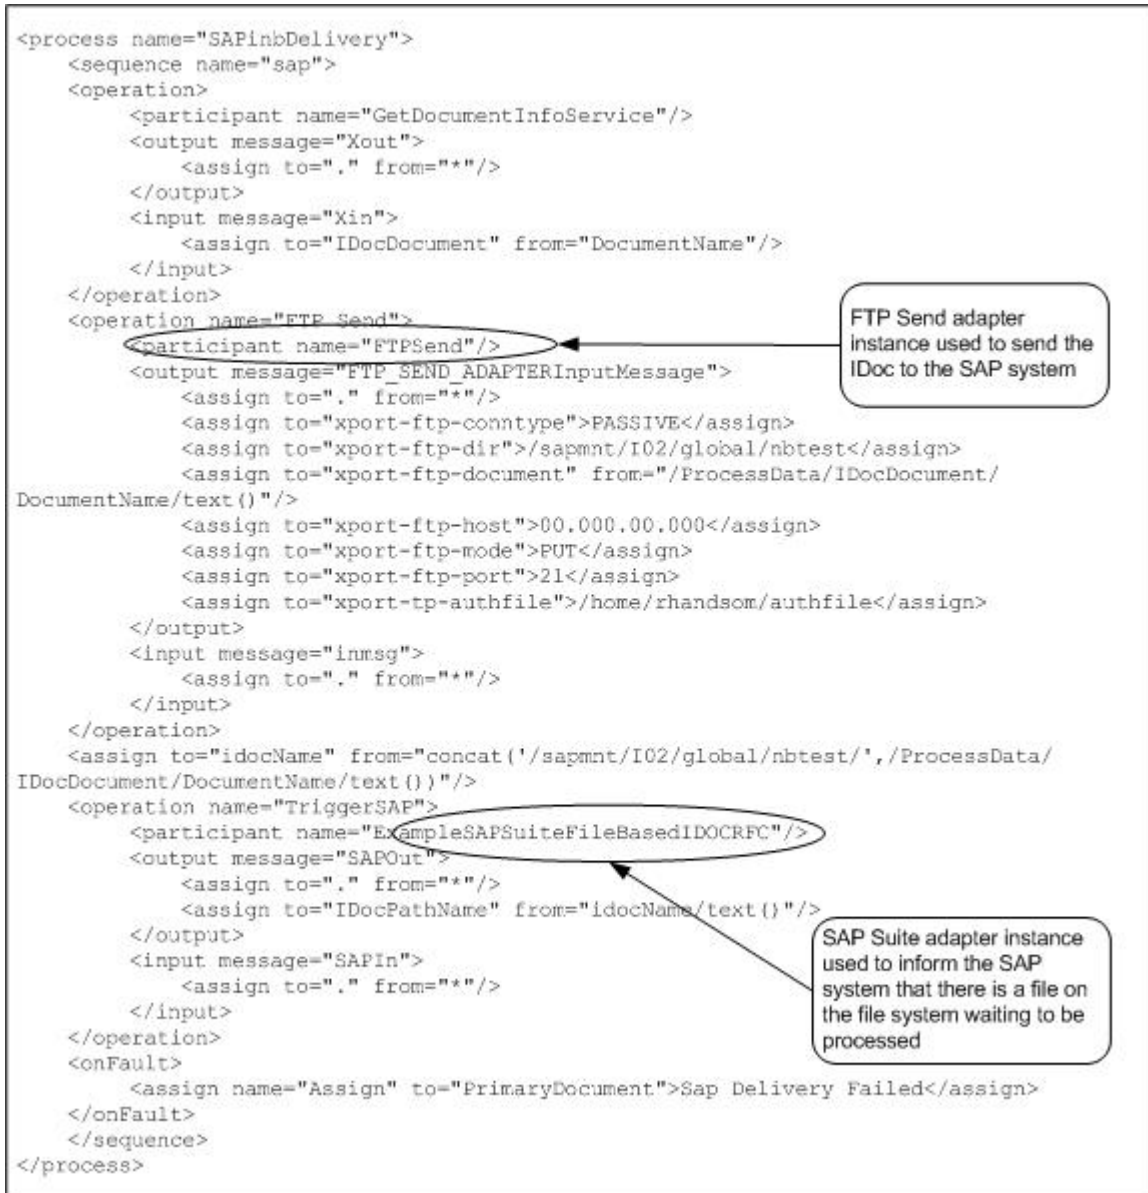 <process name="SAPinbDelivery">
<sequence name="sap">
<operation>
<participant name="GetDocumentInfoService"/>
<output message="Xout">
<assign to="." from="*"/>
</output>
<input message="Xin">
<assign to="IDocDocument" from="DocumentName"/>
</input>
</operation>
<operation name="FTP Send">
<participant name="FTPSend"/>
<output message="FTP_SEND_ADAPTERInputMessage">
<assign to="." from="*"/>
<assign to="xport-ftp-conntype">PASSIVE</assign>
<assign to="xport-ftp-dir">/sapmnt/I02/global/nbtest</assign>
<assign to="xport-ftp-document" from="/ProcessData/IDocDocument/
DocumentName/text()"/>
<assign to="xport-ftp-host">00.000.00.000</assign>
<assign to="xport-ftp-mode">PUT</assign>
<assign to="xport-ftp-port">21</assign>
<assign to="xport-tp-authfile">/home/rhandsom/authfile</assign>
</output>
<input message="inmsg">
<assign to="." from="*"/>
</input>
</operation>
<assign to="idocName" from="concat('/sapmnt/I02/global/nbtest/',/ProcessData/
IDocDocument/DocumentName/text())"/>
<operation name="TriggerSAP">
<participant name="ExampleSAPSuiteFileBasedIDOCRFC"/>
<output message="SAPOut">
<assign to="." from="*"/>
<assign to="IDocPathName" from="idocName/text()"/>
</output>
<input message="SAPIn">
<assign to="." from="*"/>
</input>
</operation>
<onFault>
<assign name="Assign" to="PrimaryDocument">Sap Delivery Failed</assign>
</onFault>
</sequence>
</process>
FTP Send adapter
instance used to send the
IDoc to the SAP system
SAP Suite adapter instance
used to inform the SAP
system that there is a file on
the file system waiting to be
processed